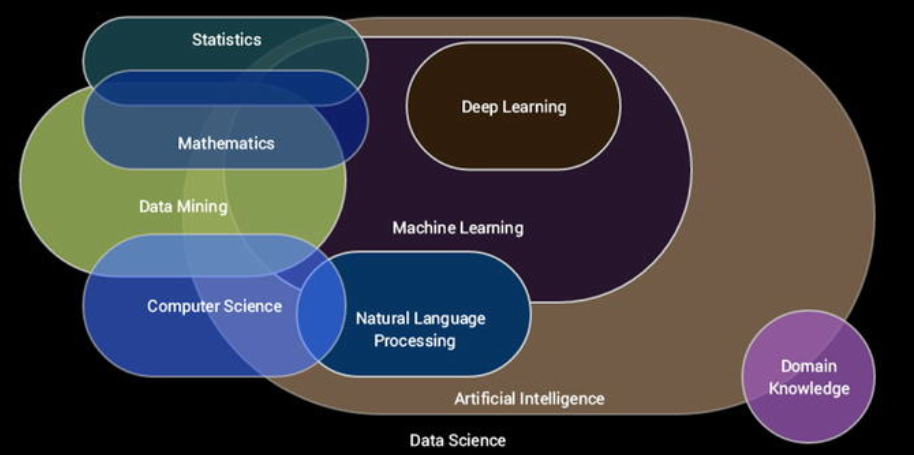 Statistics
Deep Learning
Mathematics
Data Mining
Machine Learning
Computer Science
Natural Language
Processing
Domain
Knowledge
Artificial Intelligence
Data Science